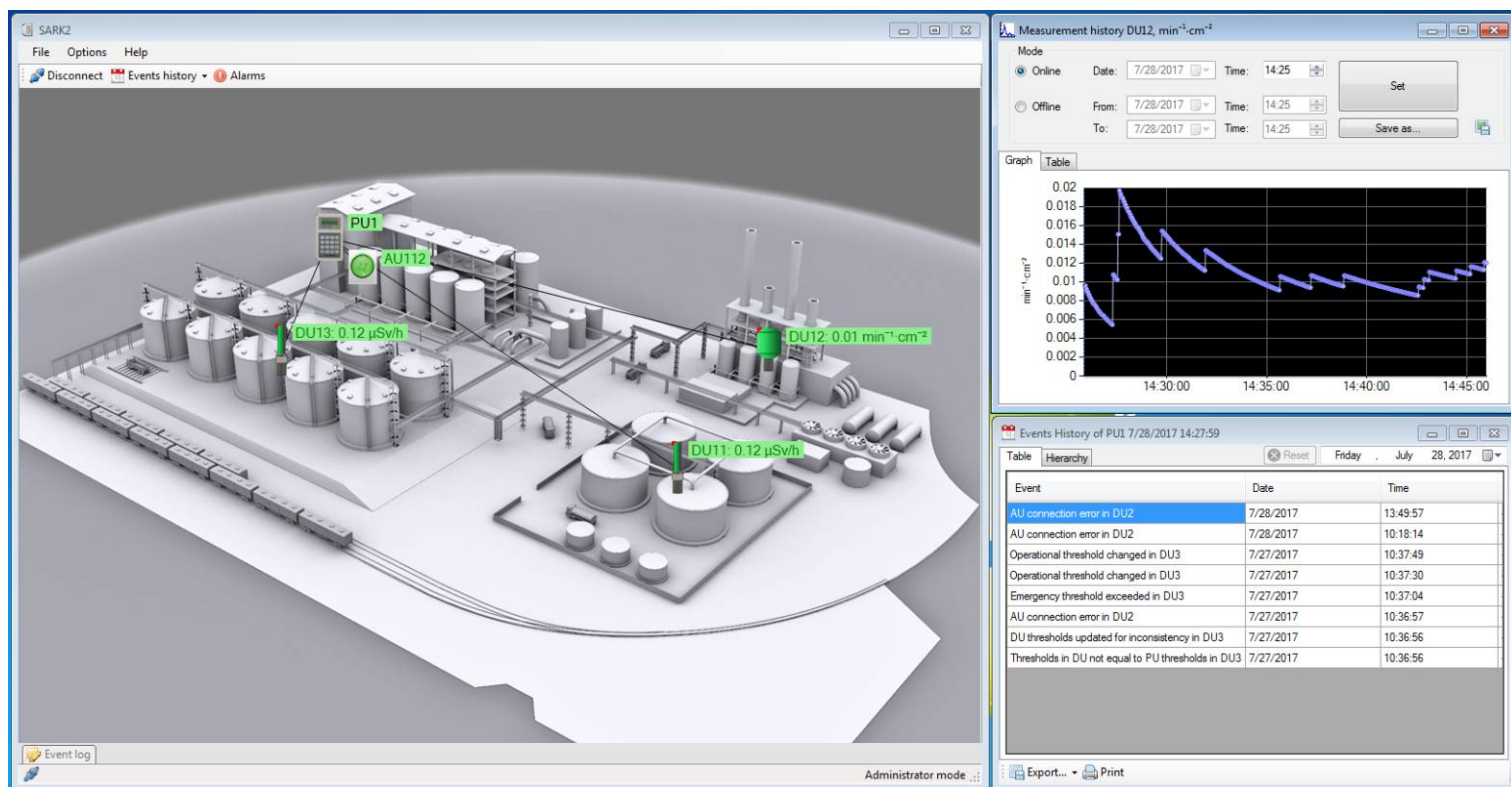 SARK2
File Options Help
Disconnect Events history Alarms
PU1
AU112
DU13: 0.12 µSv/h
DU12: 0.01 min⁻¹·cm⁻²
DU11: 0.12 µSv/h
Event log
Administrator mode
Measurement history DU12, min⁻¹·cm⁻²
Mode
Online Date: 7/28/2017 Time: 14:25
Set
Offline From: 7/28/2017 Time: 14:25
To: 7/28/2017 Time: 14:25 Save as...
Graph Table
0.02
0.018
0.016
0.014
0.012
0.01
0.008
0.006
0.004
0.002
0
min⁻¹·cm⁻²
14:30:00 14:35:00 14:40:00 14:45:00
Events History of PU1 7/28/2017 14:27:59
Table Hierarchy Reset Friday , July 28, 2017
Event Date Time
AU connection error in DU2 7/28/2017 13:49:57
AU connection error in DU2 7/28/2017 10:18:14
Operational threshold changed in DU3 7/27/2017 10:37:49
Operational threshold changed in DU3 7/27/2017 10:37:30
Emergency threshold exceeded in DU3 7/27/2017 10:37:04
AU connection error in DU2 7/27/2017 10:36:57
DU thresholds updated for inconsistency in DU3 7/27/2017 10:36:56
Thresholds in DU not equal to PU thresholds in DU3 7/27/2017 10:36:56
Export... Print